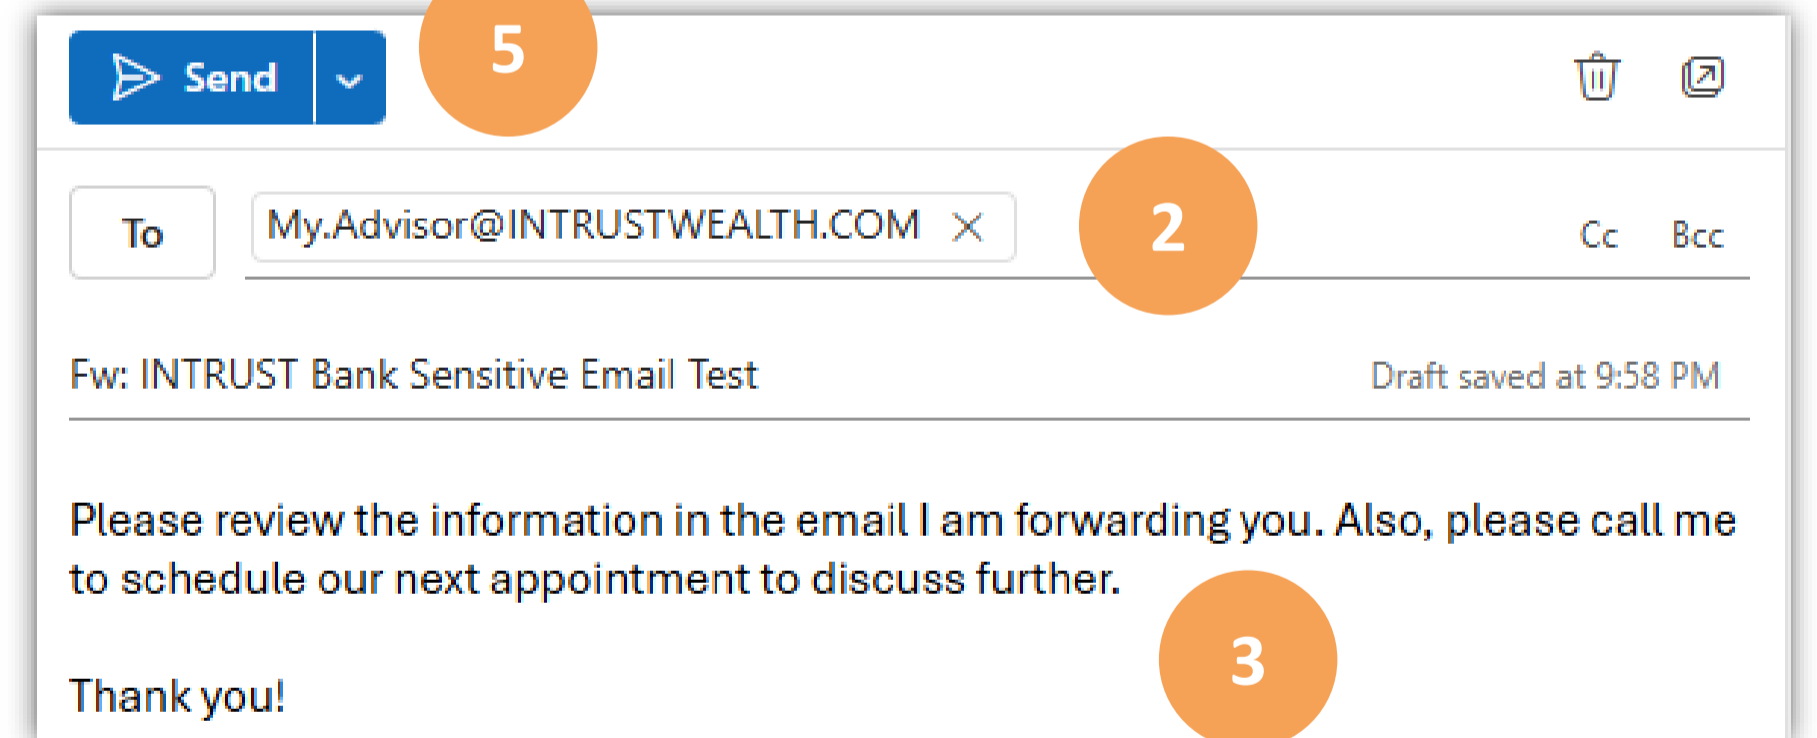 5
Send
To
My.Advisor@INTRUSTWEALTH.COM
2
Cc Bcc
Fw: INTRUST Bank Sensitive Email Test
Draft saved at 9:58 PM
Please review the information in the email I am forwarding you. Also, please call me
to schedule our next appointment to discuss further.
3
Thank you!